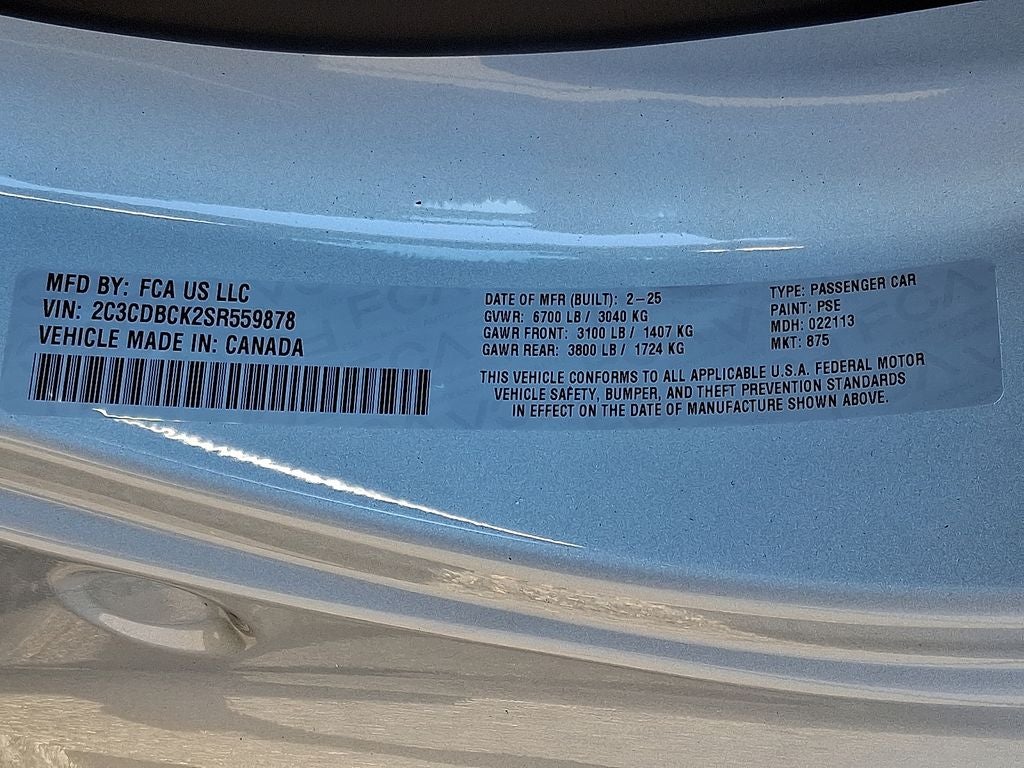 MFD BY: FCA US LLC
VIN: 2C3CDBCK2SR559878
VEHICLE MADE IN: CANADA
DATE OF MFR (BUILT): 2-25
GVWR: 6700 LB / 3040 KG
GAWR FRONT: 3100 LB / 1407 KG
GAWR REAR: 3800 LB / 1724 KG
TYPE: PASSENGER CAR
PAINT: PSE
MDH: 022113
MKT: 875
THIS VEHICLE CONFORMS TO ALL APPLICABLE U.S.A. FEDERAL MOTOR
VEHICLE SAFETY, BUMPER, AND THEFT PREVENTION STANDARDS
IN EFFECT ON THE DATE OF MANUFACTURE SHOWN ABOVE.